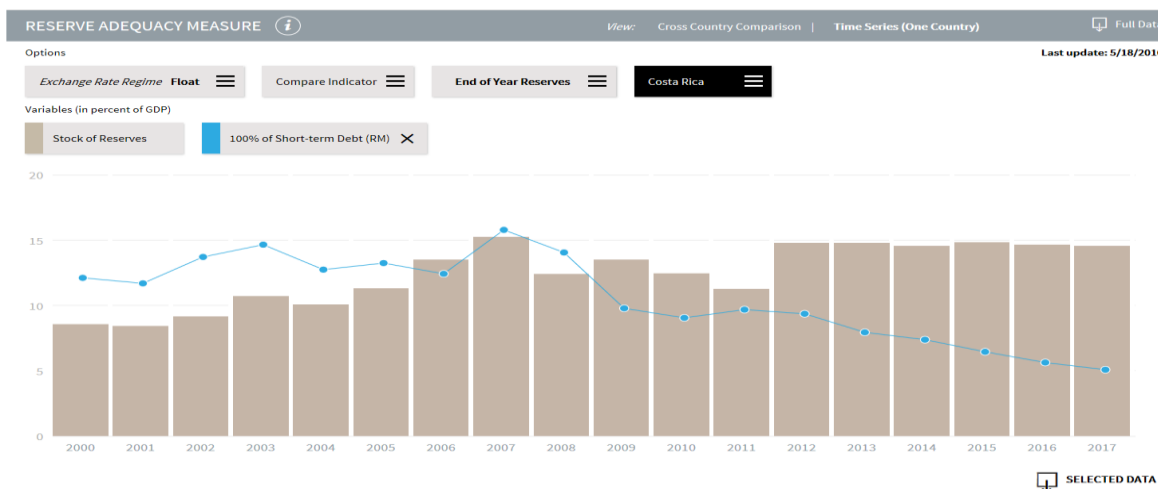 RESERVE ADEQUACY MEASURE i View: Cross Country Comparison | Time Series (One Country) Full Data
Options Last update: 5/18/201
Exchange Rate Regime Float Compare Indicator End of Year Reserves Costa Rica
Variables (in percent of GDP)
Stock of Reserves 100% of Short-term Debt (RM)
20
15
10
5
0
2000 2001 2002 2003 2004 2005 2006 2007 2008 2009 2010 2011 2012 2013 2014 2015 2016 2017
SELECTED DATA